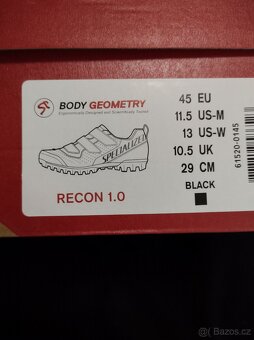 BODY GEOMETRY
Ergonomically Designed and Scientifically Tested
SPECIALIZED
RECON 1.0
45 EU
11.5 US-M
13 US-W
10.5 UK
29 CM
BLACK
61520-0145
Bazos.cz